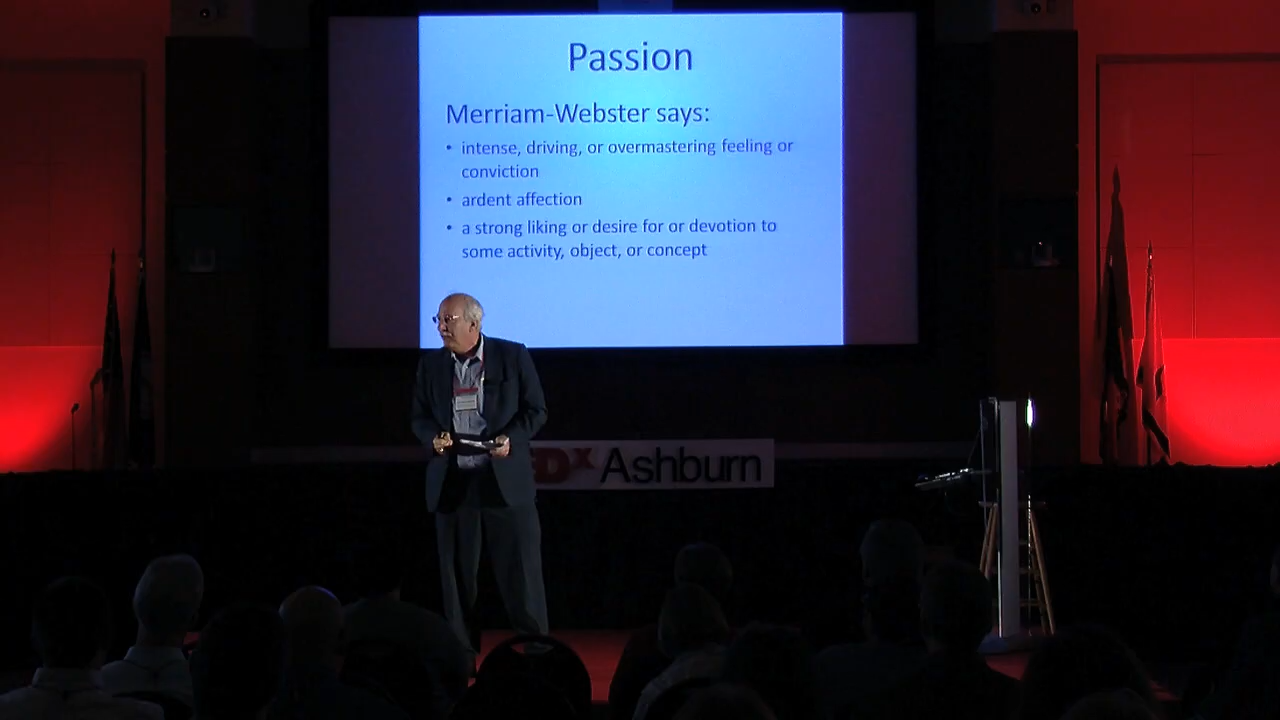 Passion
Merriam-Webster says:
• intense, driving, or overmastering feeling or
conviction
• ardent affection
• a strong liking or desire for or devotion to
some activity, object, or concept
EDx Ashburn